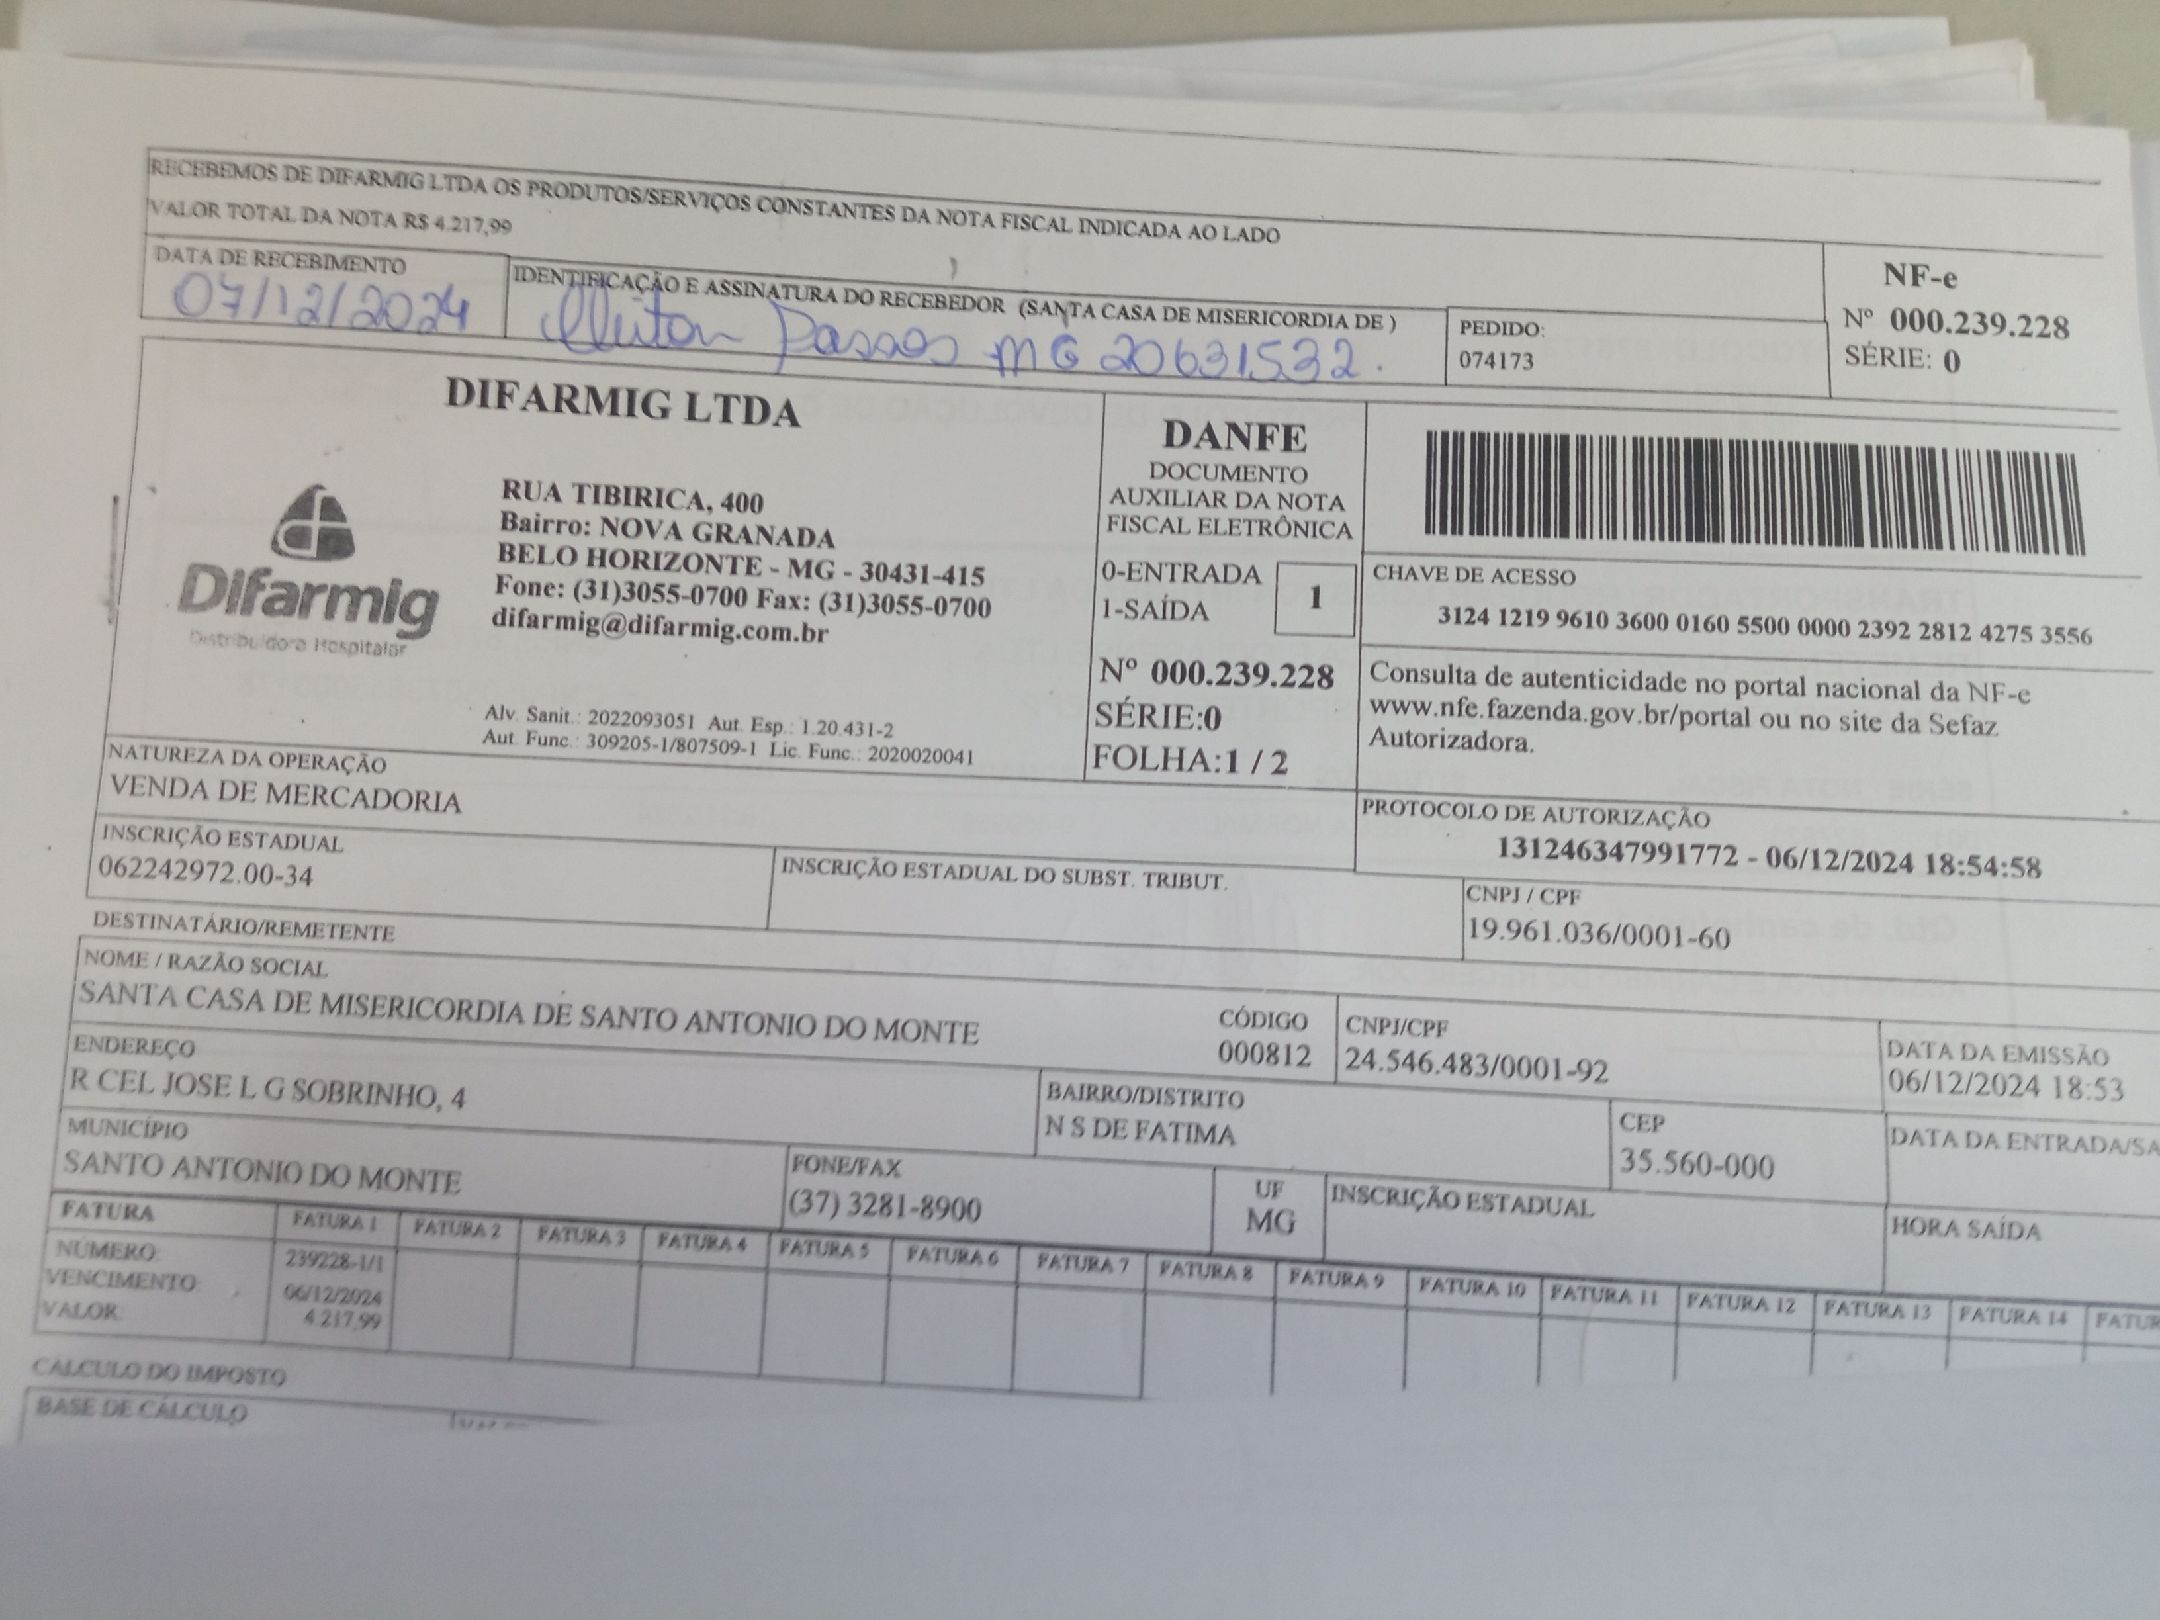 RECEBEMOS DE DIFARMIG LTDA OS PRODUTOS/SERVIÇOS CONSTANTES DA NOTA FISCAL INDICADA AO LADO
VALOR TOTAL DA NOTA R$ 4.217,99
DATA DE RECEBIMENTO
07/12/2024
IDENTIFICAÇÃO E ASSINATURA DO RECEBEDOR (SANTA CASA DE MISERICORDIA DE )
Passos MG 20631532.
PEDIDO:
074173
NF-e
Nº 000.239.228
SÉRIE: 0
DIFARMIG LTDA
Difarmig
Distribuidora Hospitalar
RUA TIBIRICA, 400
Bairro: NOVA GRANADA
BELO HORIZONTE - MG - 30431-415
Fone: (31)3055-0700 Fax: (31)3055-0700
difarmig@difarmig.com.br
Alv. Sanit.: 2022093051 Aut. Esp.: 1.20.431-2
Aut. Func.: 309205-1/807509-1 Lic. Func.: 2020020041
DANFE
DOCUMENTO
AUXILIAR DA NOTA
FISCAL ELETRÔNICA
0-ENTRADA
1-SAÍDA
1
Nº 000.239.228
SÉRIE:0
FOLHA:1 / 2
CHAVE DE ACESSO
3124 1219 9610 3600 0160 5500 0000 2392 2812 4275 3556
Consulta de autenticidade no portal nacional da NF-e
www.nfe.fazenda.gov.br/portal ou no site da Sefaz
Autorizadora.
NATUREZA DA OPERAÇÃO
VENDA DE MERCADORIA
PROTOCOLO DE AUTORIZAÇÃO
131246347991772 - 06/12/2024 18:54:58
INSCRIÇÃO ESTADUAL
062242972.00-34
INSCRIÇÃO ESTADUAL DO SUBST. TRIBUT.
CNPJ / CPF
19.961.036/0001-60
DESTINATÁRIO/REMETENTE
NOME / RAZÃO SOCIAL
SANTA CASA DE MISERICORDIA DE SANTO ANTONIO DO MONTE
CÓDIGO
000812
CNPJ/CPF
24.546.483/0001-92
DATA DA EMISSÃO
06/12/2024 18:53
ENDEREÇO
R CEL JOSE L G SOBRINHO, 4
BAIRRO/DISTRITO
N S DE FATIMA
CEP
35.560-000
DATA DA ENTRADA/SA
MUNICÍPIO
SANTO ANTONIO DO MONTE
FONE/FAX
(37) 3281-8900
UF
MG
INSCRIÇÃO ESTADUAL
HORA SAÍDA
FATURA FATURA 1 FATURA 2 FATURA 3 FATURA 4 FATURA 5 FATURA 6 FATURA 7 FATURA 8 FATURA 9 FATURA 10 FATURA 11 FATURA 12 FATURA 13 FATURA 14 FATUR
NÚMERO: 239228-1/1
VENCIMENTO: 06/12/2024
VALOR: 4.217,99
CÁLCULO DO IMPOSTO
BASE DE CÁLCULO